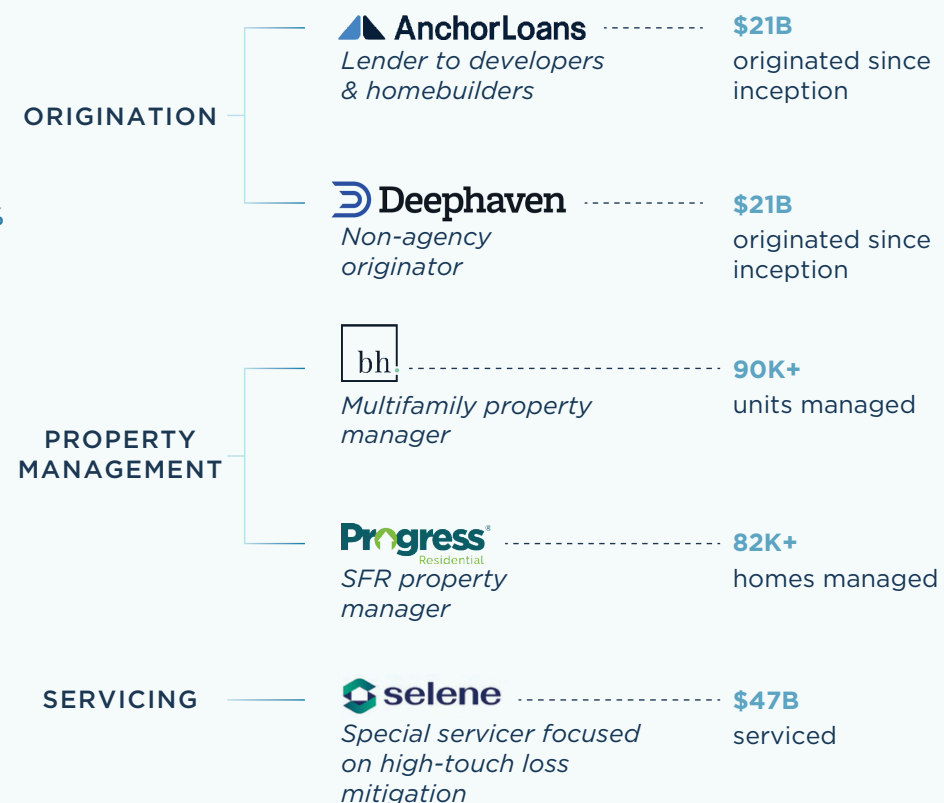 ORIGINATION
AnchorLoans
Lender to developers
& homebuilders
$21B
originated since
inception
Deephaven
Non-agency
originator
$21B
originated since
inception
PROPERTY
MANAGEMENT
bh.
Multifamily property
manager
90K+
units managed
Progress®
Residential
SFR property
manager
82K+
homes managed
SERVICING
selene
Special servicer focused
on high-touch loss
mitigation
$47B
serviced